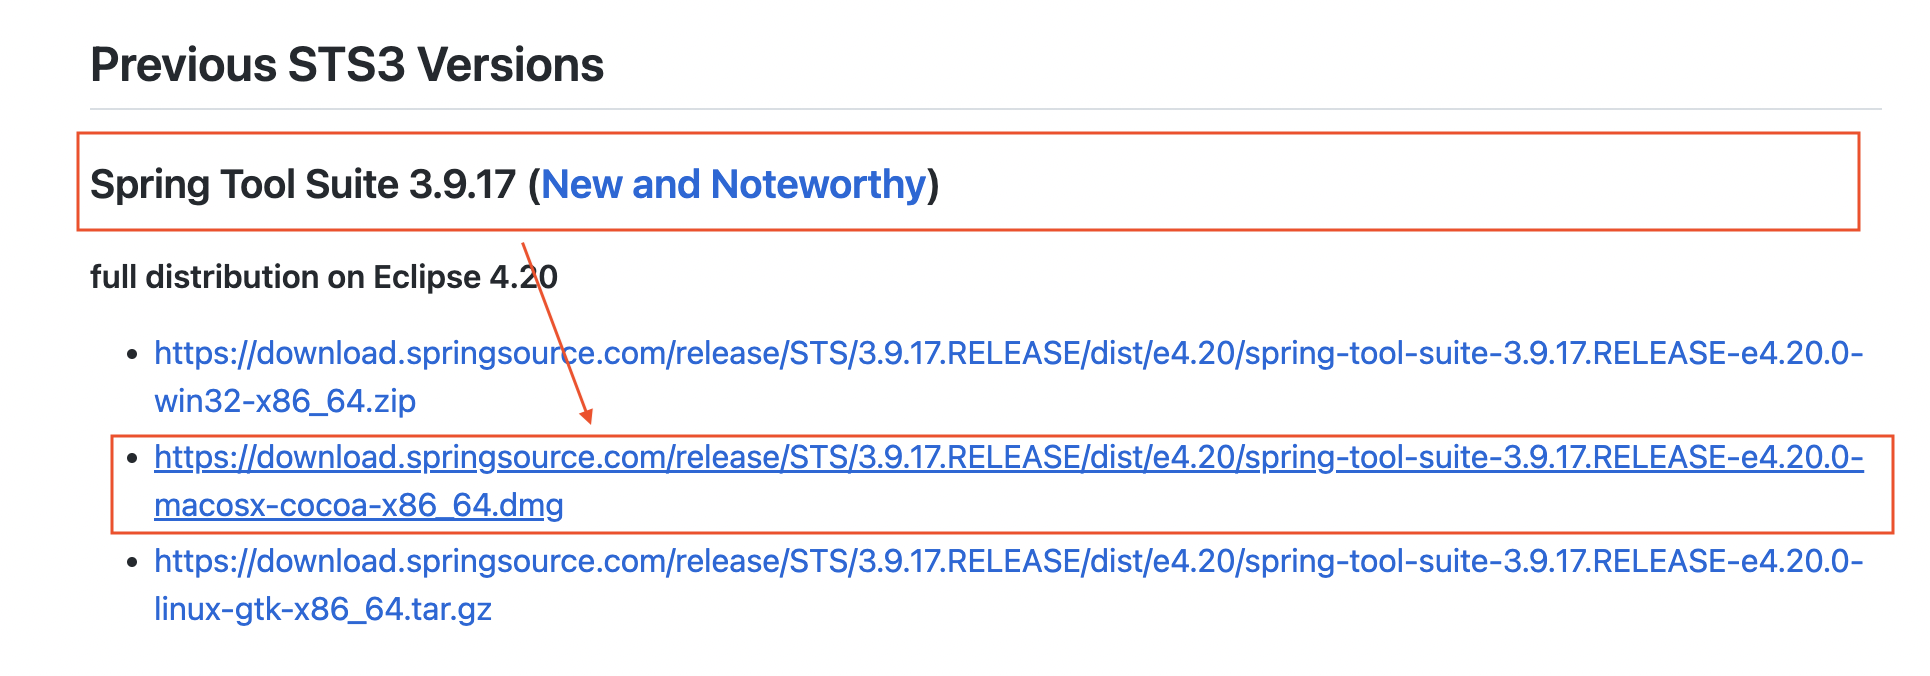 Previous STS3 Versions
Spring Tool Suite 3.9.17 (New and Noteworthy)
full distribution on Eclipse 4.20
https://download.springsource.com/release/STS/3.9.17.RELEASE/dist/e4.20/spring-tool-suite-3.9.17.RELEASE-e4.20.0-
win32-x86_64.zip
https://download.springsource.com/release/STS/3.9.17.RELEASE/dist/e4.20/spring-tool-suite-3.9.17.RELEASE-e4.20.0-
macosx-cocoa-x86_64.dmg
https://download.springsource.com/release/STS/3.9.17.RELEASE/dist/e4.20/spring-tool-suite-3.9.17.RELEASE-e4.20.0-
linux-gtk-x86_64.tar.gz